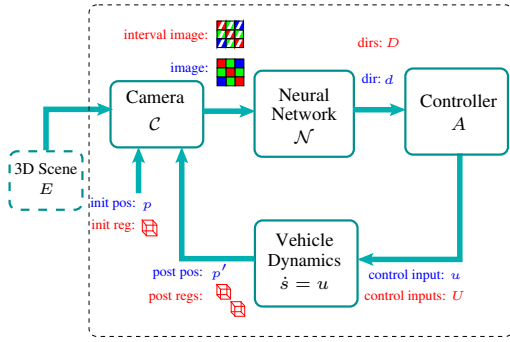 interval image:
image:
dirs: D
dir: d
Camera
C
Neural
Network
N
Controller
A
3D Scene
E
init pos: p
init reg:
Vehicle
Dynamics
ṡ = u
post pos: p′
post regs:
control input: u
control inputs: U